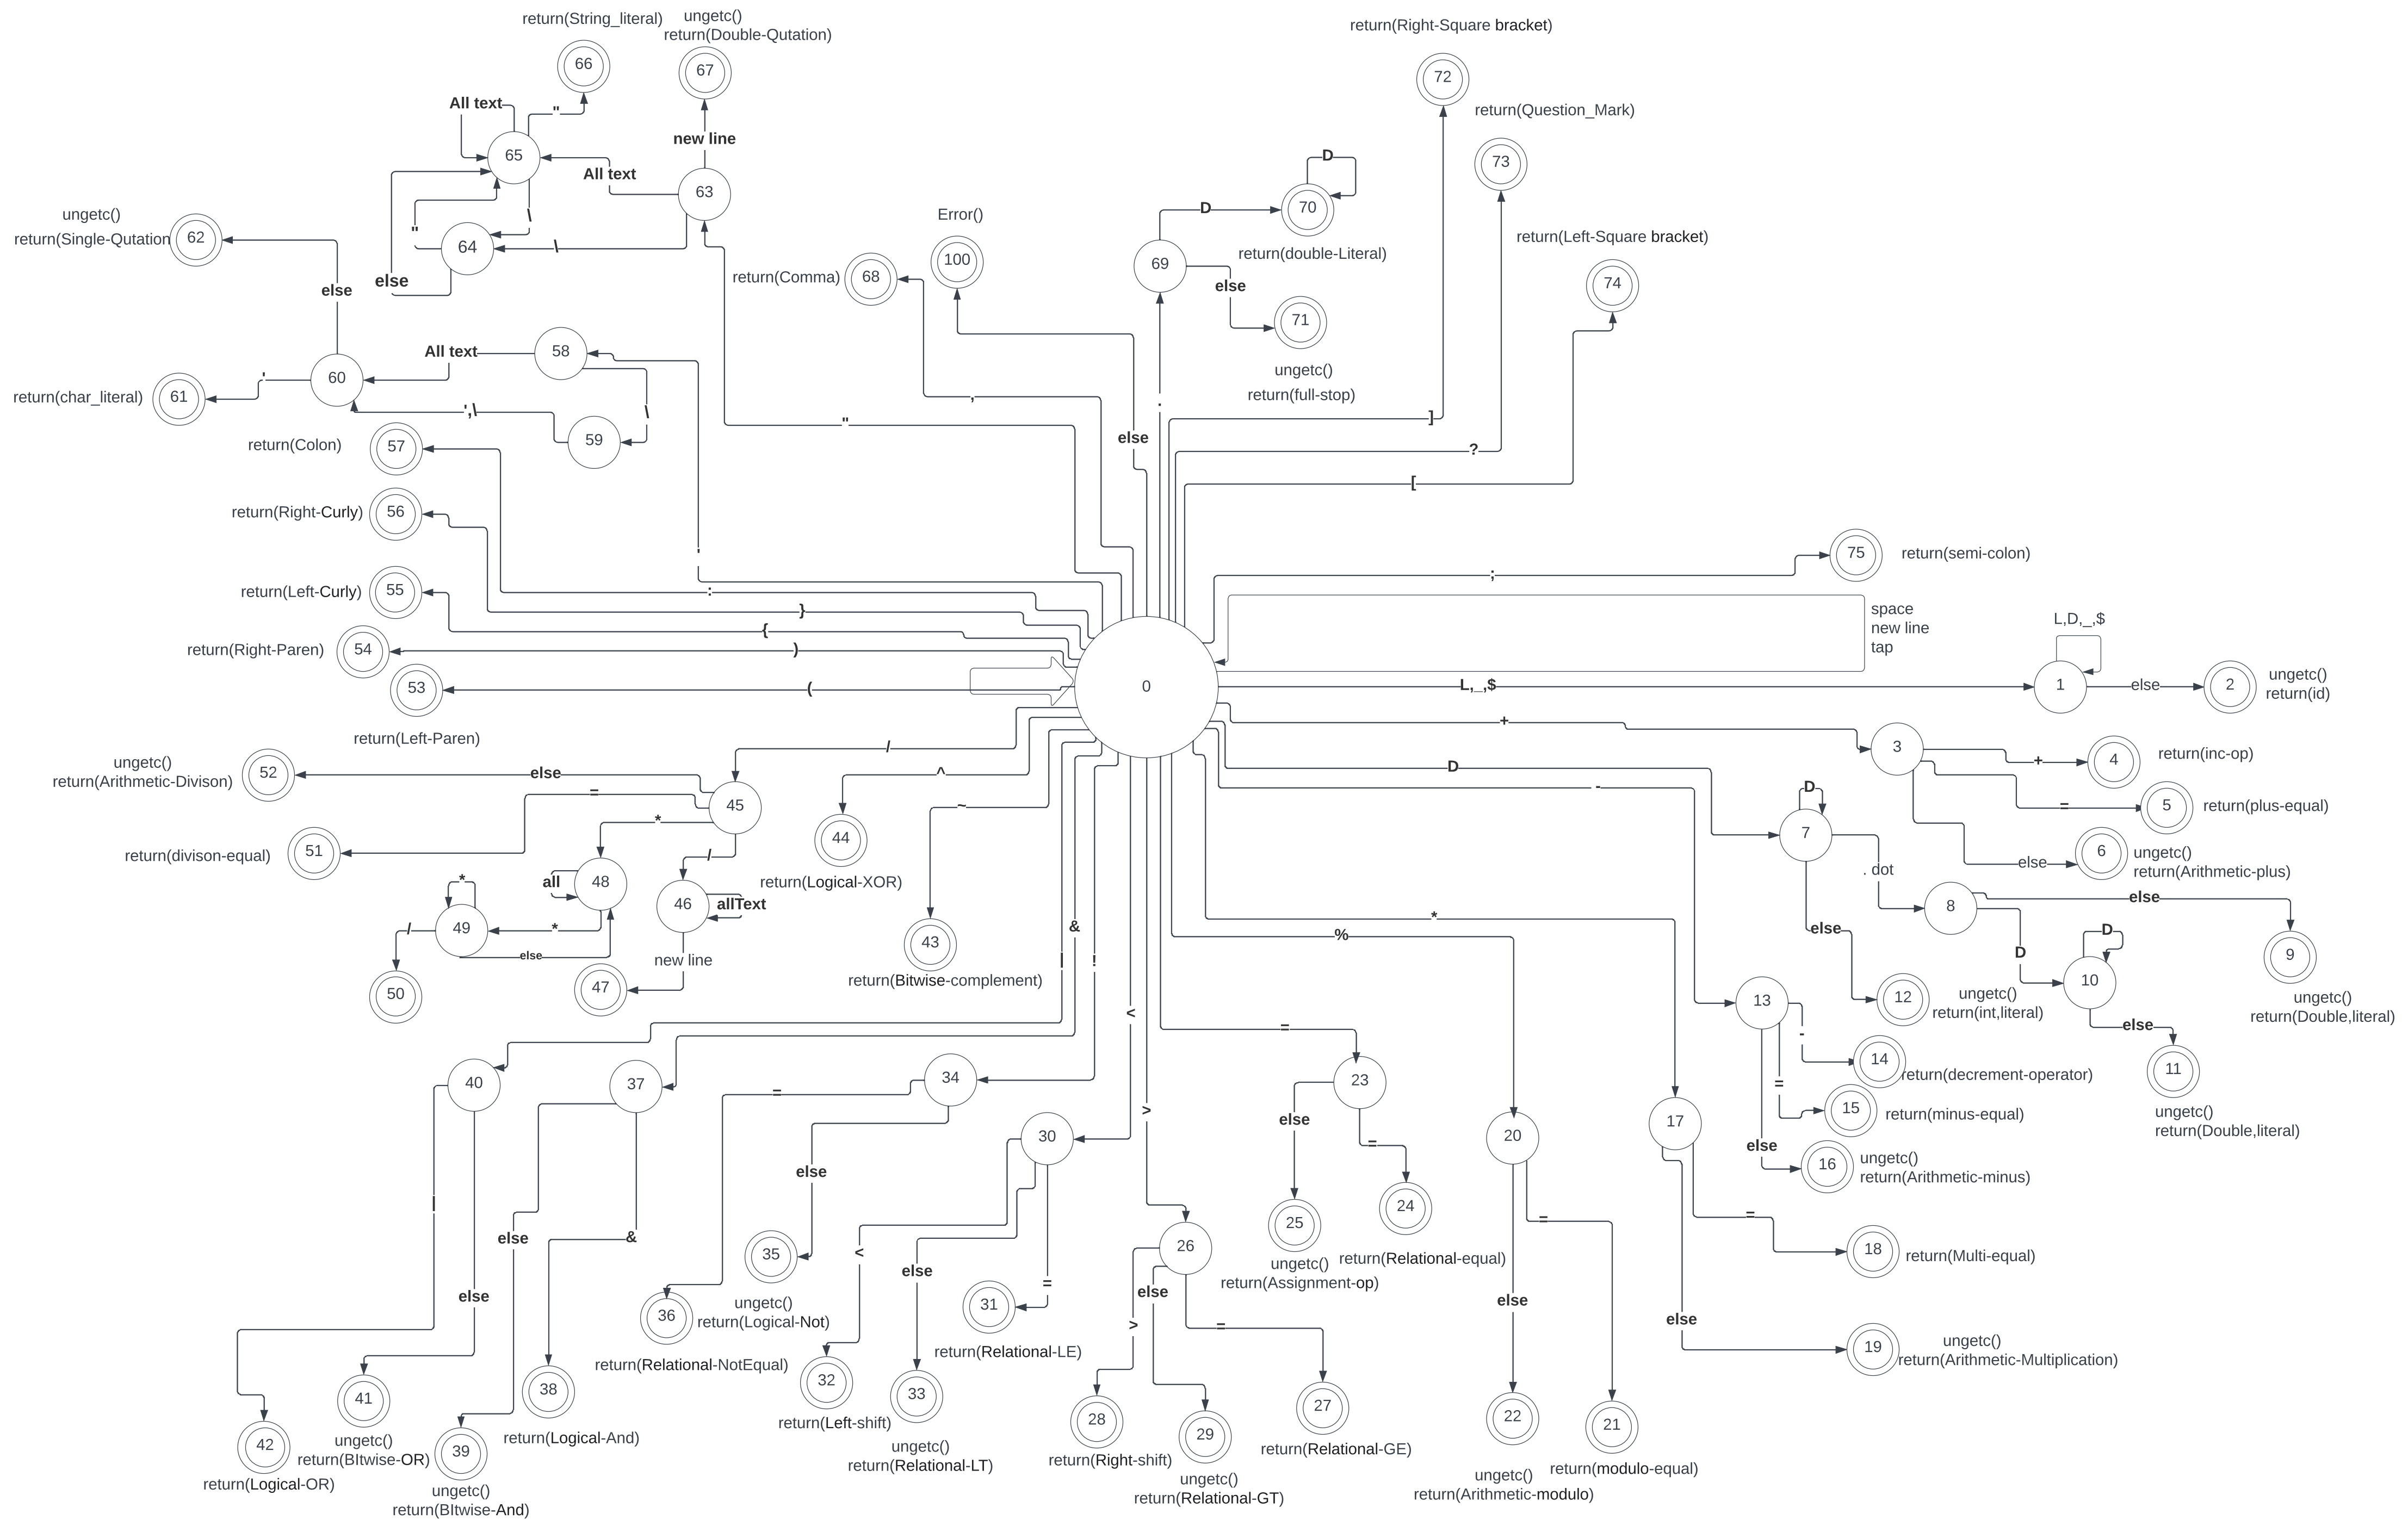 return(String_literal)
ungetc()
return(Double-Qutation)
66
67
All text
"
new line
65
All text
63
\
"
64
\
else
ungetc()
return(Single-Qutation
62
else
58
All text
60
'
61
return(char_literal)
\
',\
59
return(Colon)
57
return(Right-Curly)
56
return(Left-Curly)
55
return(Right-Paren)
54
53
return(Left-Paren)
Error()
100
return(Comma)
68
,
"
else
'
:
}
{
)
(
return(Right-Square bracket)
72
return(Question_Mark)
73
return(Left-Square bracket)
74
D
D
70
return(double-Literal)
69
else
71
ungetc()
return(full-stop)
.
]
?
[
;
75
return(semi-colon)
space
new line
tap
0
L,_,$
L,D,_,$
1
else
2
ungetc()
return(id)
+
3
+
4
return(inc-op)
=
5
return(plus-equal)
else
6
ungetc()
return(Arithmetic-plus)
D
D
7
. dot
8
else
9
ungetc()
return(Double,literal)
D
D
10
else
11
ungetc()
return(Double,literal)
else
12
ungetc()
return(int,literal)
-
13
-
14
return(decrement-operator)
=
15
return(minus-equal)
else
16
ungetc()
return(Arithmetic-minus)
*
17
=
18
return(Multi-equal)
else
19
ungetc()
return(Arithmetic-Multiplication)
%
20
else
22
ungetc()
return(Arithmetic-modulo)
=
21
return(modulo-equal)
=
23
else
25
ungetc()
return(Assignment-op)
=
24
return(Relational-equal)
>
26
>
28
return(Right-shift)
else
29
ungetc()
return(Relational-GT)
=
27
return(Relational-GE)
<
30
<
32
return(Left-shift)
else
33
ungetc()
return(Relational-LT)
=
31
return(Relational-LE)
!
34
=
36
return(Relational-NotEqual)
else
35
ungetc()
return(Logical-Not)
&
37
else
39
ungetc()
return(BItwise-And)
&
38
return(Logical-And)
|
40
|
42
return(Logical-OR)
else
41
ungetc()
return(BItwise-OR)
~
43
return(Bitwise-complement)
^
44
return(Logical-XOR)
/
45
else
52
ungetc()
return(Arithmetic-Divison)
=
51
return(divison-equal)
*
/
48
all
46
allText
*
*
49
/
else
50
new line
47